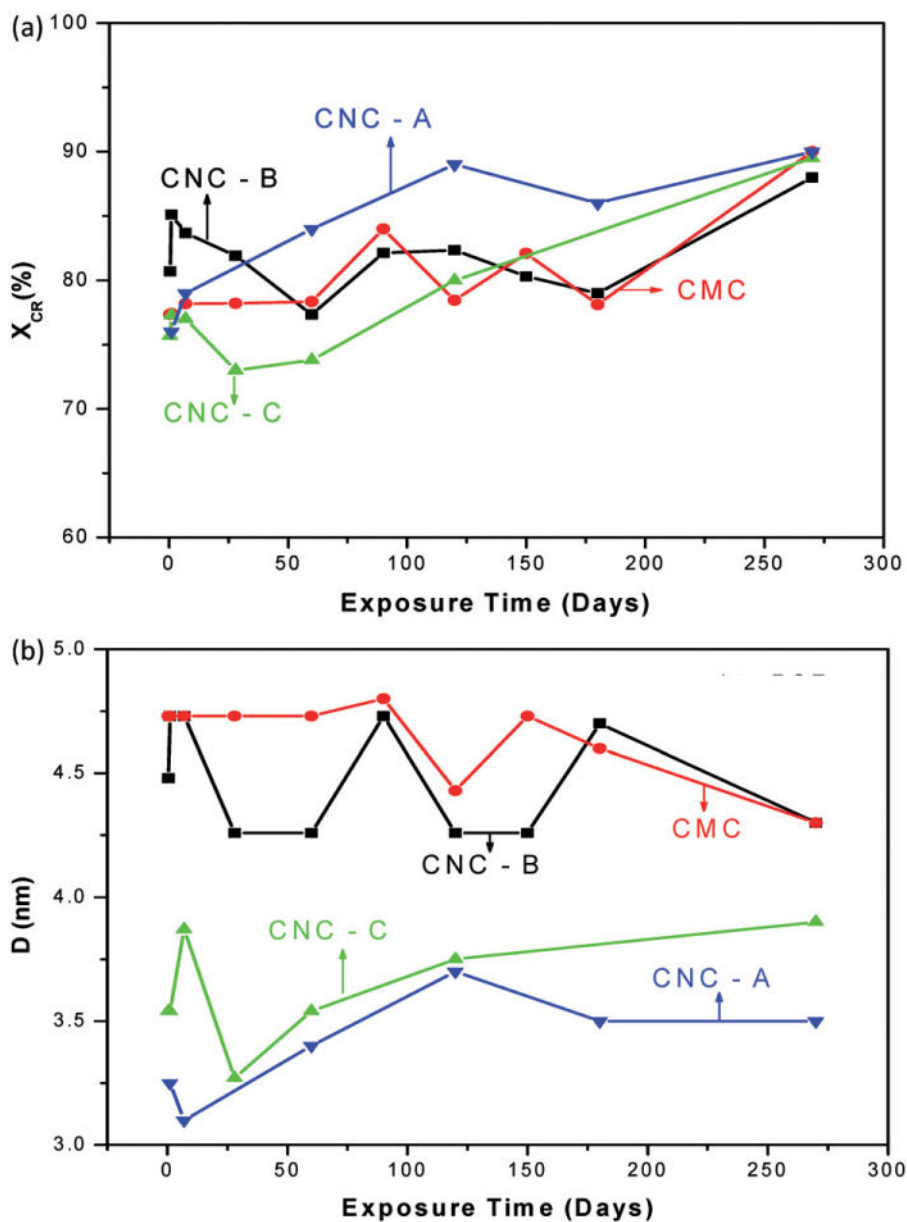 (a)
100
90
80
70
60
X_CR(%)
CNC - A
CNC - B
CMC
CNC - C
0 50 100 150 200 250 300
Exposure Time (Days)
(b)
5.0
4.5
4.0
3.5
3.0
D (nm)
CMC
CNC - B
CNC - C
CNC - A
0 50 100 150 200 250 300
Exposure Time (Days)